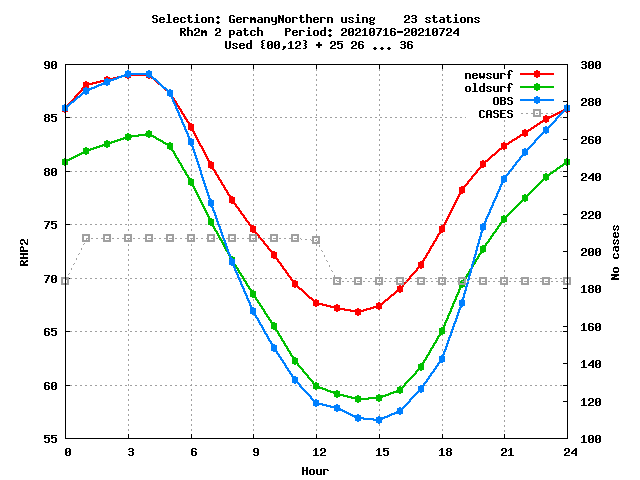 Selection: GermanyNorthern using    23 stations
Rh2m 2 patch   Period: 20210716-20210724
Used {00,12} + 25 26 ... 36
newsurf
oldsurf
OBS
CASES
90
85
80
75
70
65
60
55
RHP2
300
280
260
240
220
200
180
160
140
120
100
No cases
0 3 6 9 12 15 18 21 24
Hour